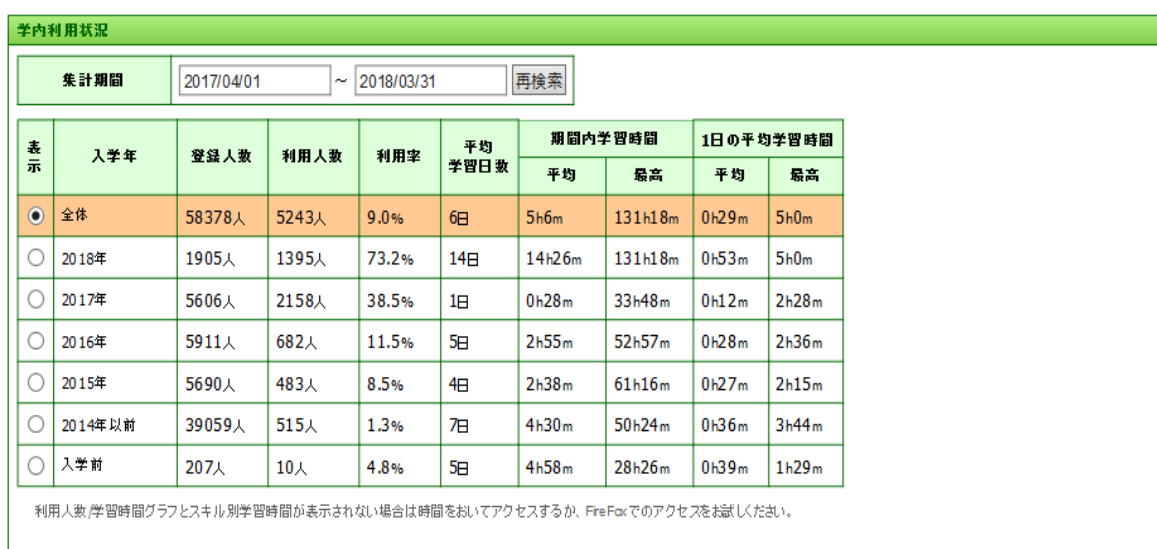 学内利用状況
集計期間 2017/04/01 ~ 2018/03/31 再検索
表示 入学年 登録人数 利用人数 利用率 平均学習日数 期間内学習時間 1日の平均学習時間
平均 最高 平均 最高
全体 58378人 5243人 9.0% 6日 5h6m 131h18m 0h29m 5h0m
2018年 1905人 1395人 73.2% 14日 14h26m 131h18m 0h53m 5h0m
2017年 5606人 2158人 38.5% 1日 0h28m 33h48m 0h12m 2h28m
2016年 5911人 682人 11.5% 5日 2h55m 52h57m 0h28m 2h36m
2015年 5690人 483人 8.5% 4日 2h38m 61h16m 0h27m 2h15m
2014年以前 39059人 515人 1.3% 7日 4h30m 50h24m 0h36m 3h44m
入学前 207人 10人 4.8% 5日 4h58m 28h26m 0h39m 1h29m
利用人数/学習時間グラフとスキル別学習時間が表示されない場合は時間をおいてアクセスするか、FireFoxでのアクセスをお試しください。